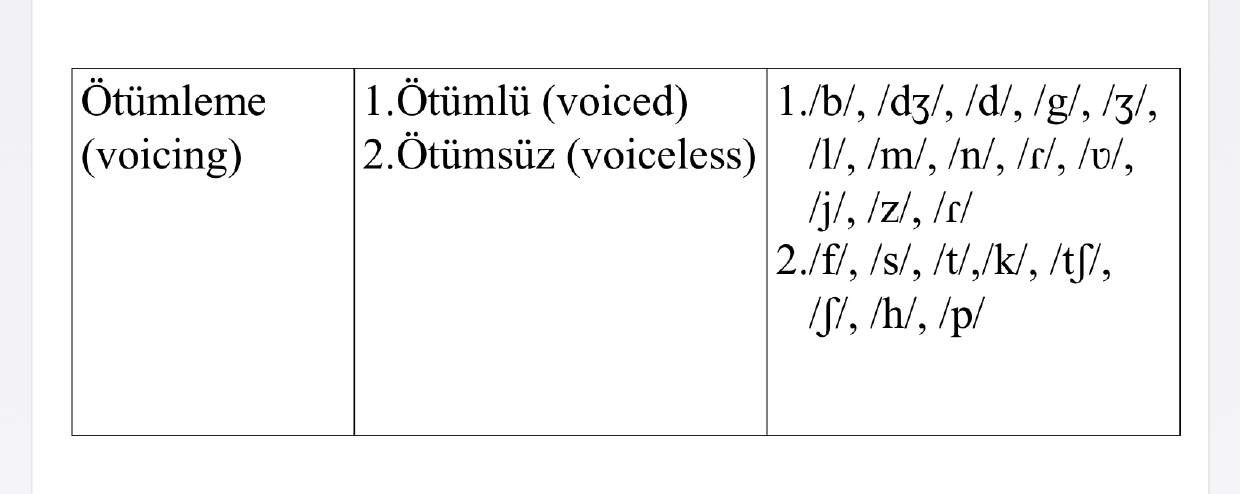 Ötümleme
(voicing)
1.Ötümlü (voiced)
2.Ötümsüz (voiceless)
1./b/, /dʒ/, /d/, /g/, /ʒ/,
/l/, /m/, /n/, /ɾ/, /ʋ/,
/j/, /z/, /ɾ/
2./f/, /s/, /t/,/k/, /tʃ/,
/ʃ/, /h/, /p/